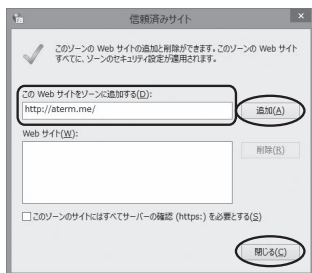 信頼済みサイト
このゾーンの Web サイトの追加と削除ができます。このゾーンの Web サイト
すべてに、ゾーンのセキュリティ設定が適用されます。
この Web サイトをゾーンに追加する(D):
http://aterm.me/
追加(A)
Web サイト(W):
削除(R)
このゾーンのサイトにはすべてサーバーの確認 (https:) を必要とする(S)
閉じる(C)